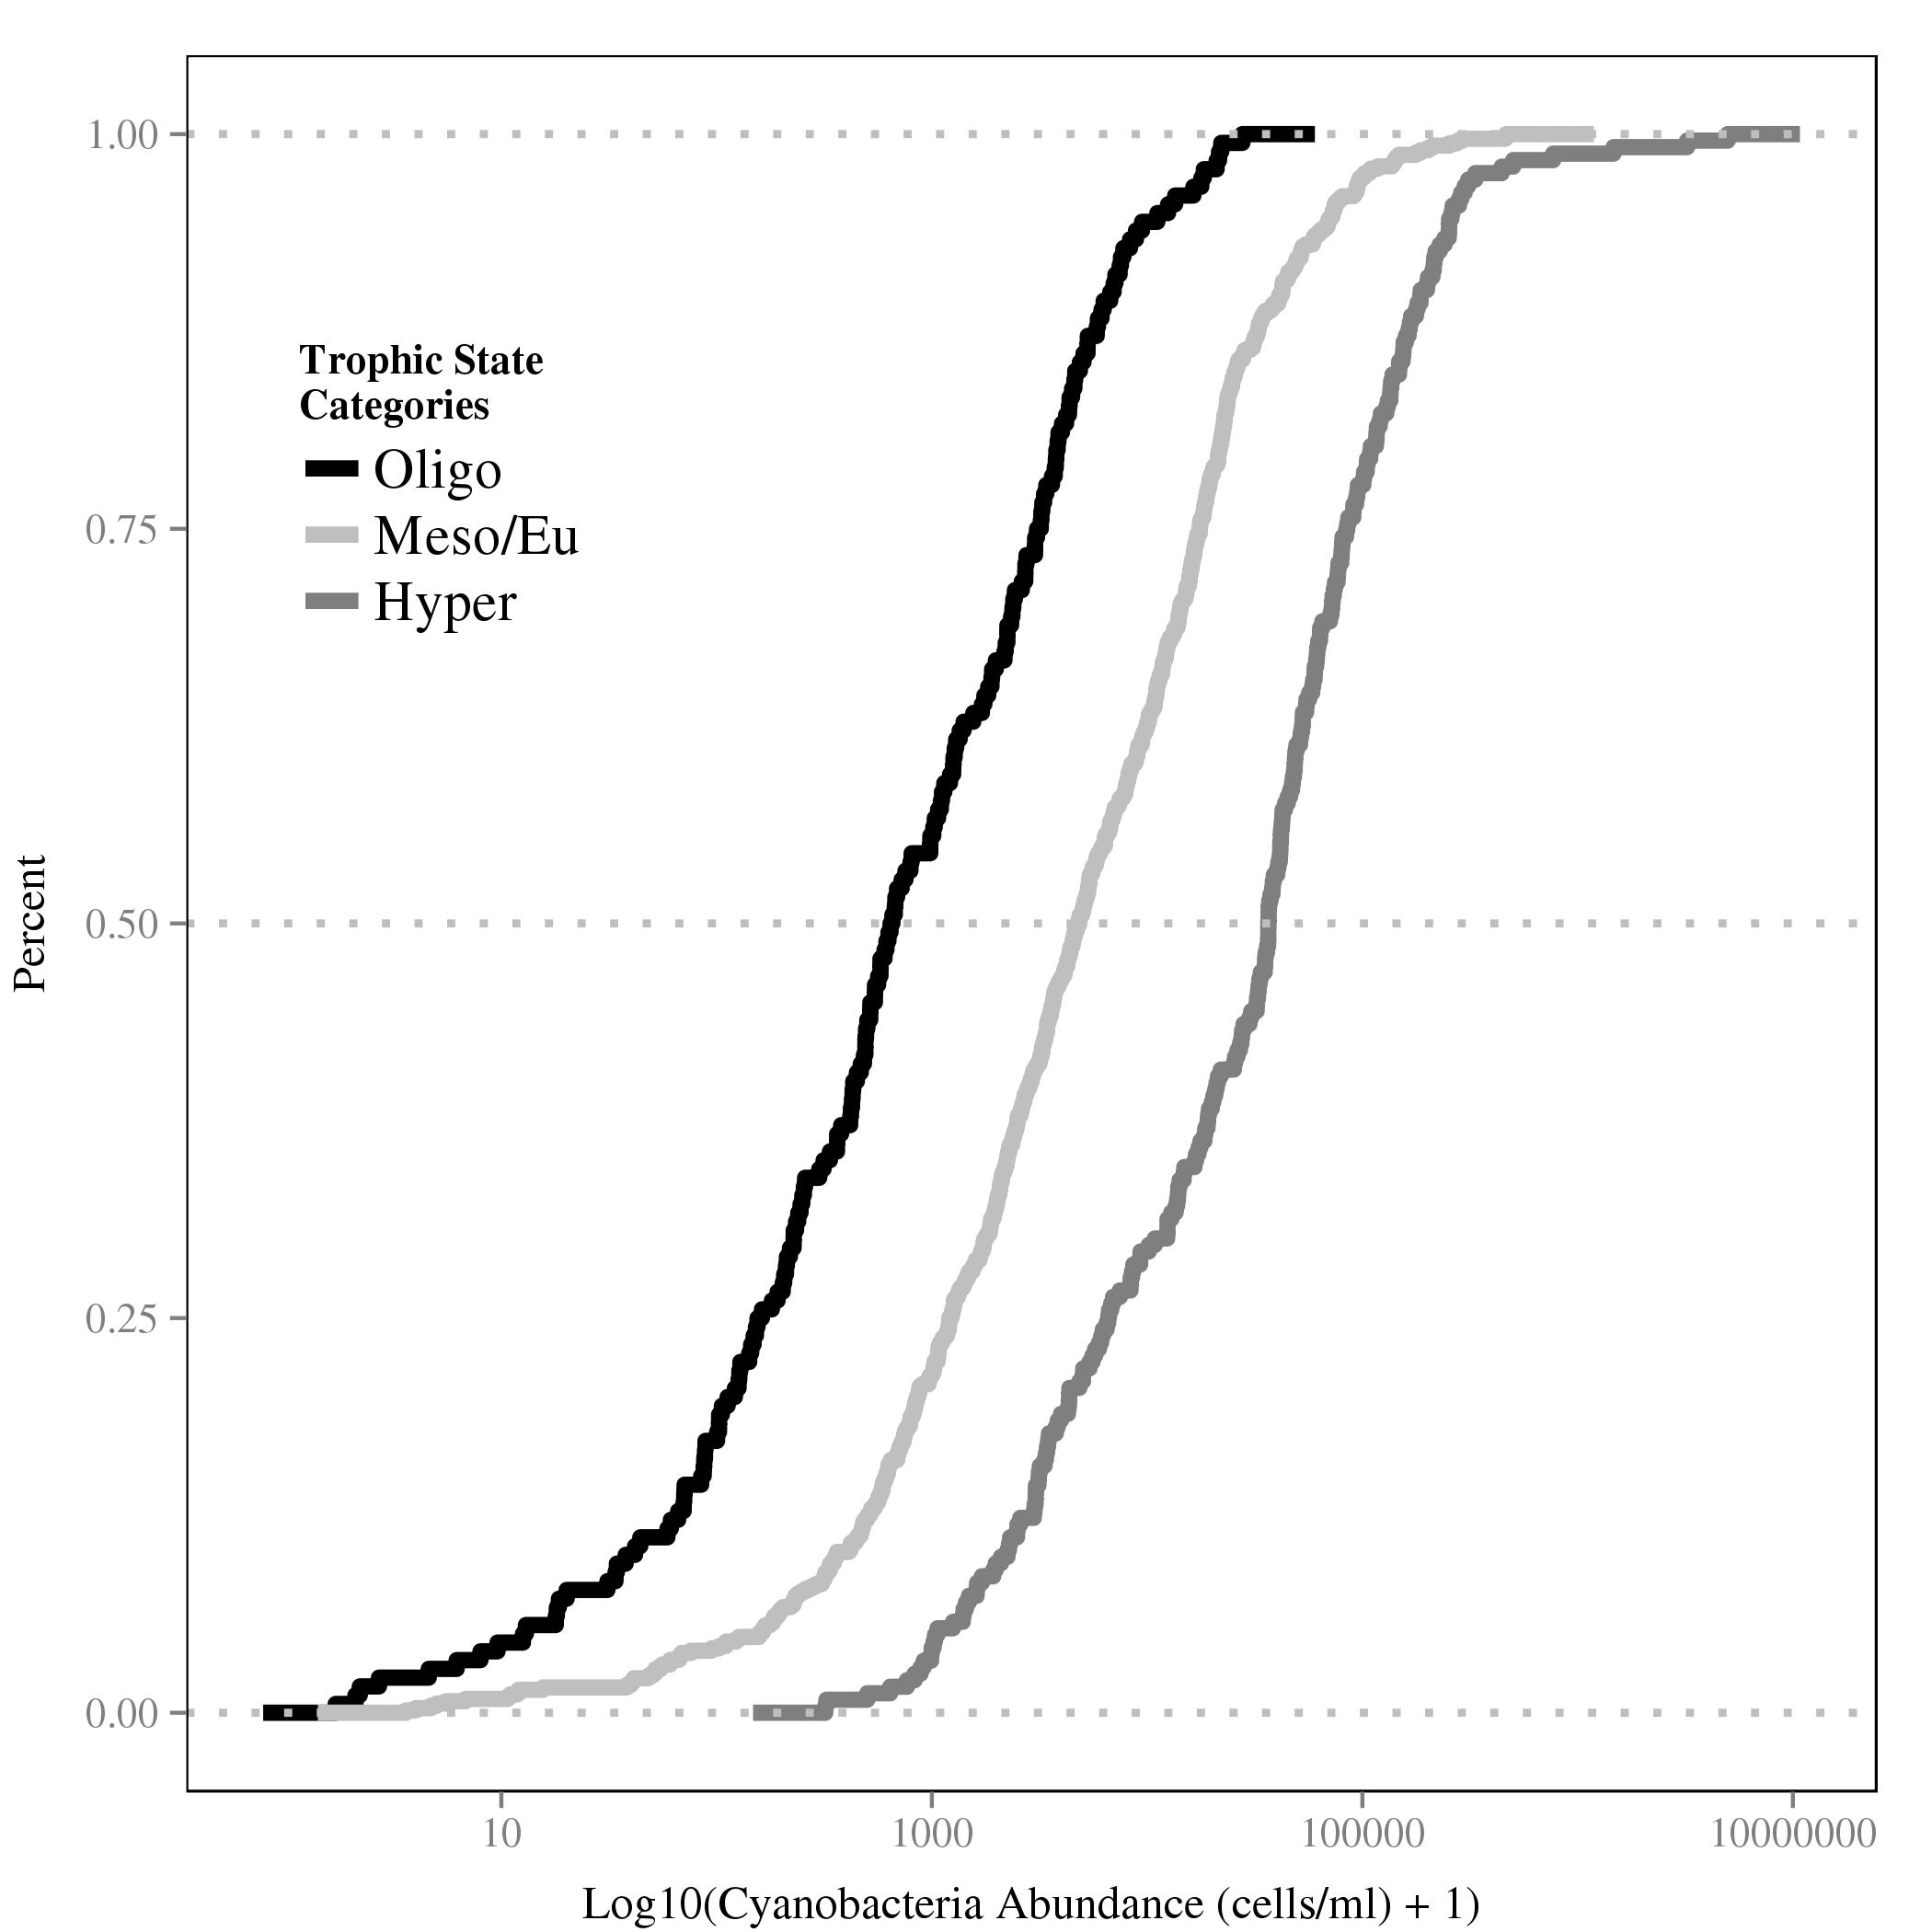 1.00
0.75
0.50
0.25
0.00
Percent
Trophic State
Categories
Oligo
Meso/Eu
Hyper
10
1000
100000
10000000
Log10(Cyanobacteria Abundance (cells/ml) + 1)